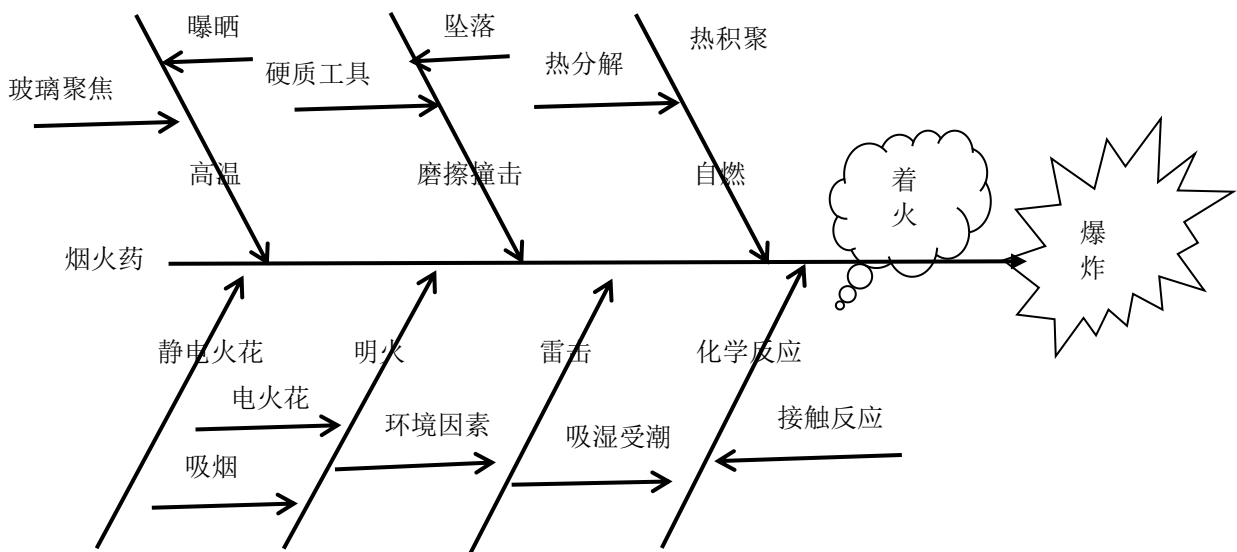 曝晒
坠落
热积聚
热分解
硬质工具
玻璃聚焦
高温
磨擦撞击
自燃
着
火
爆
炸
烟火药
静电火花
明火
雷击
化学反应
电火花
环境因素
接触反应
吸湿受潮
吸烟